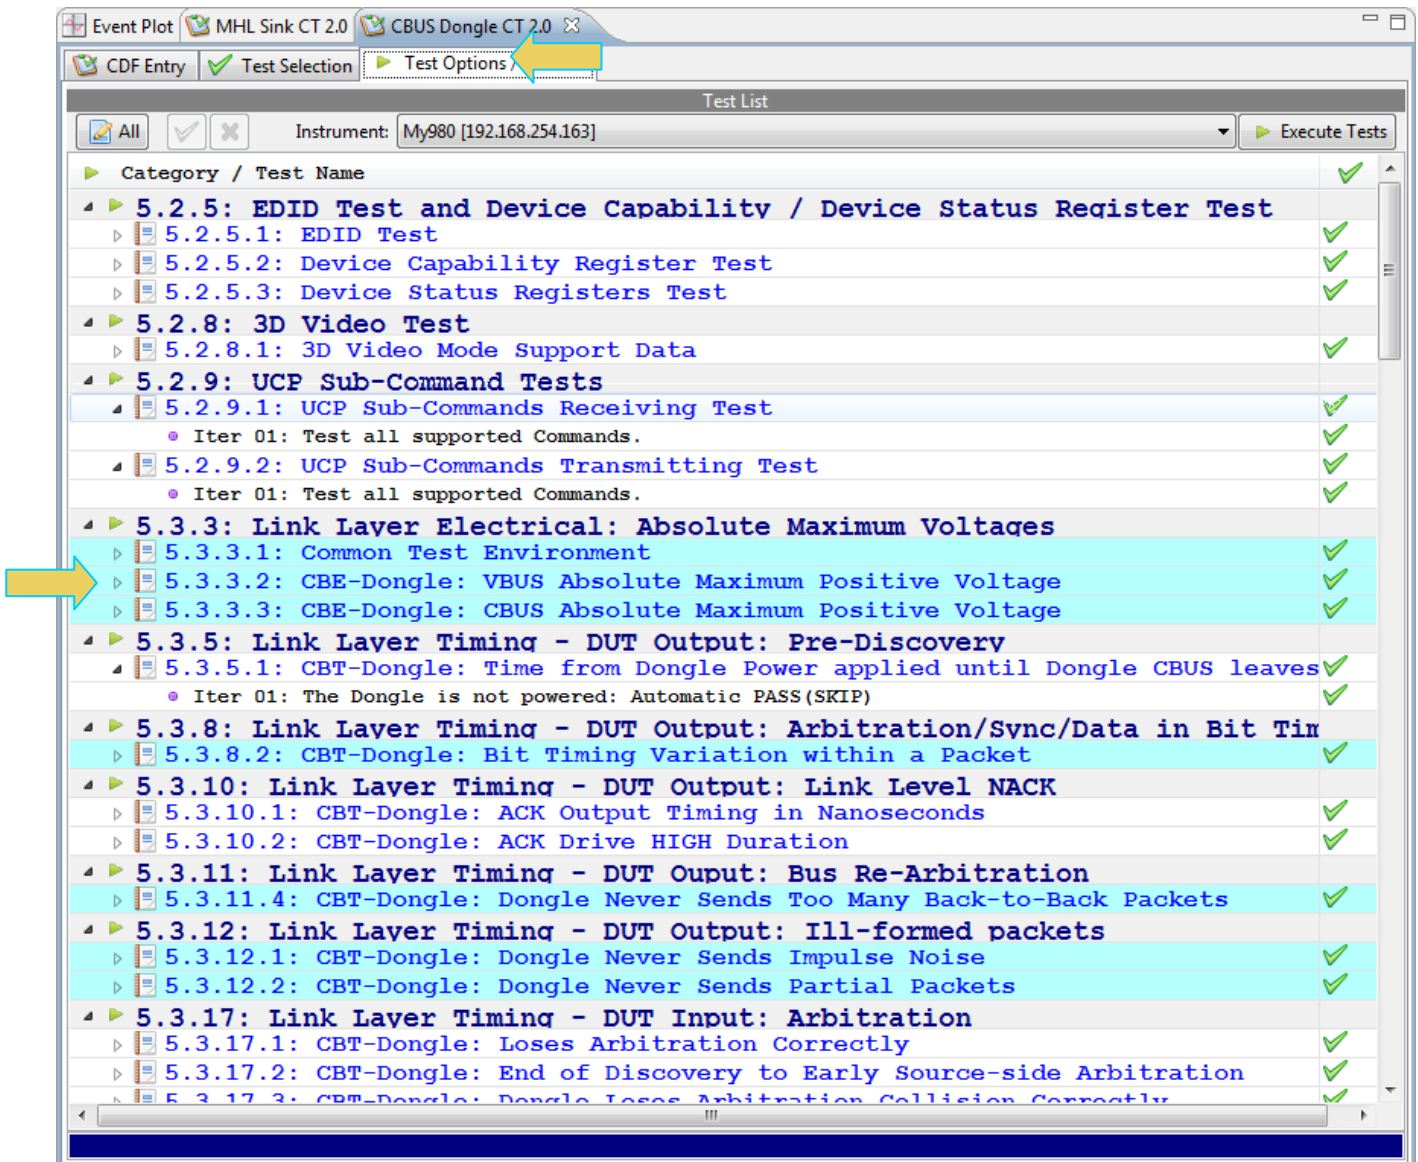 Event Plot MHL Sink CT 2.0 CBUS Dongle CT 2.0
CDF Entry Test Selection Test Options /
Test List
All Instrument: My980 [192.168.254.163] Execute Tests
Category / Test Name
5.2.5: EDID Test and Device Capability / Device Status Register Test
5.2.5.1: EDID Test
5.2.5.2: Device Capability Register Test
5.2.5.3: Device Status Registers Test
5.2.8: 3D Video Test
5.2.8.1: 3D Video Mode Support Data
5.2.9: UCP Sub-Command Tests
5.2.9.1: UCP Sub-Commands Receiving Test
Iter 01: Test all supported Commands.
5.2.9.2: UCP Sub-Commands Transmitting Test
Iter 01: Test all supported Commands.
5.3.3: Link Layer Electrical: Absolute Maximum Voltages
5.3.3.1: Common Test Environment
5.3.3.2: CBE-Dongle: VBUS Absolute Maximum Positive Voltage
5.3.3.3: CBE-Dongle: CBUS Absolute Maximum Positive Voltage
5.3.5: Link Layer Timing - DUT Output: Pre-Discovery
5.3.5.1: CBT-Dongle: Time from Dongle Power applied until Dongle CBUS leaves
Iter 01: The Dongle is not powered: Automatic PASS(SKIP)
5.3.8: Link Layer Timing - DUT Output: Arbitration/Sync/Data in Bit Tim
5.3.8.2: CBT-Dongle: Bit Timing Variation within a Packet
5.3.10: Link Layer Timing - DUT Output: Link Level NACK
5.3.10.1: CBT-Dongle: ACK Output Timing in Nanoseconds
5.3.10.2: CBT-Dongle: ACK Drive HIGH Duration
5.3.11: Link Layer Timing - DUT Ouput: Bus Re-Arbitration
5.3.11.4: CBT-Dongle: Dongle Never Sends Too Many Back-to-Back Packets
5.3.12: Link Layer Timing - DUT Output: Ill-formed packets
5.3.12.1: CBT-Dongle: Dongle Never Sends Impulse Noise
5.3.12.2: CBT-Dongle: Dongle Never Sends Partial Packets
5.3.17: Link Layer Timing - DUT Input: Arbitration
5.3.17.1: CBT-Dongle: Loses Arbitration Correctly
5.3.17.2: CBT-Dongle: End of Discovery to Early Source-side Arbitration
5.3.17.3: CBT-Dongle: Dongle Loses Arbitration Collision Correctly